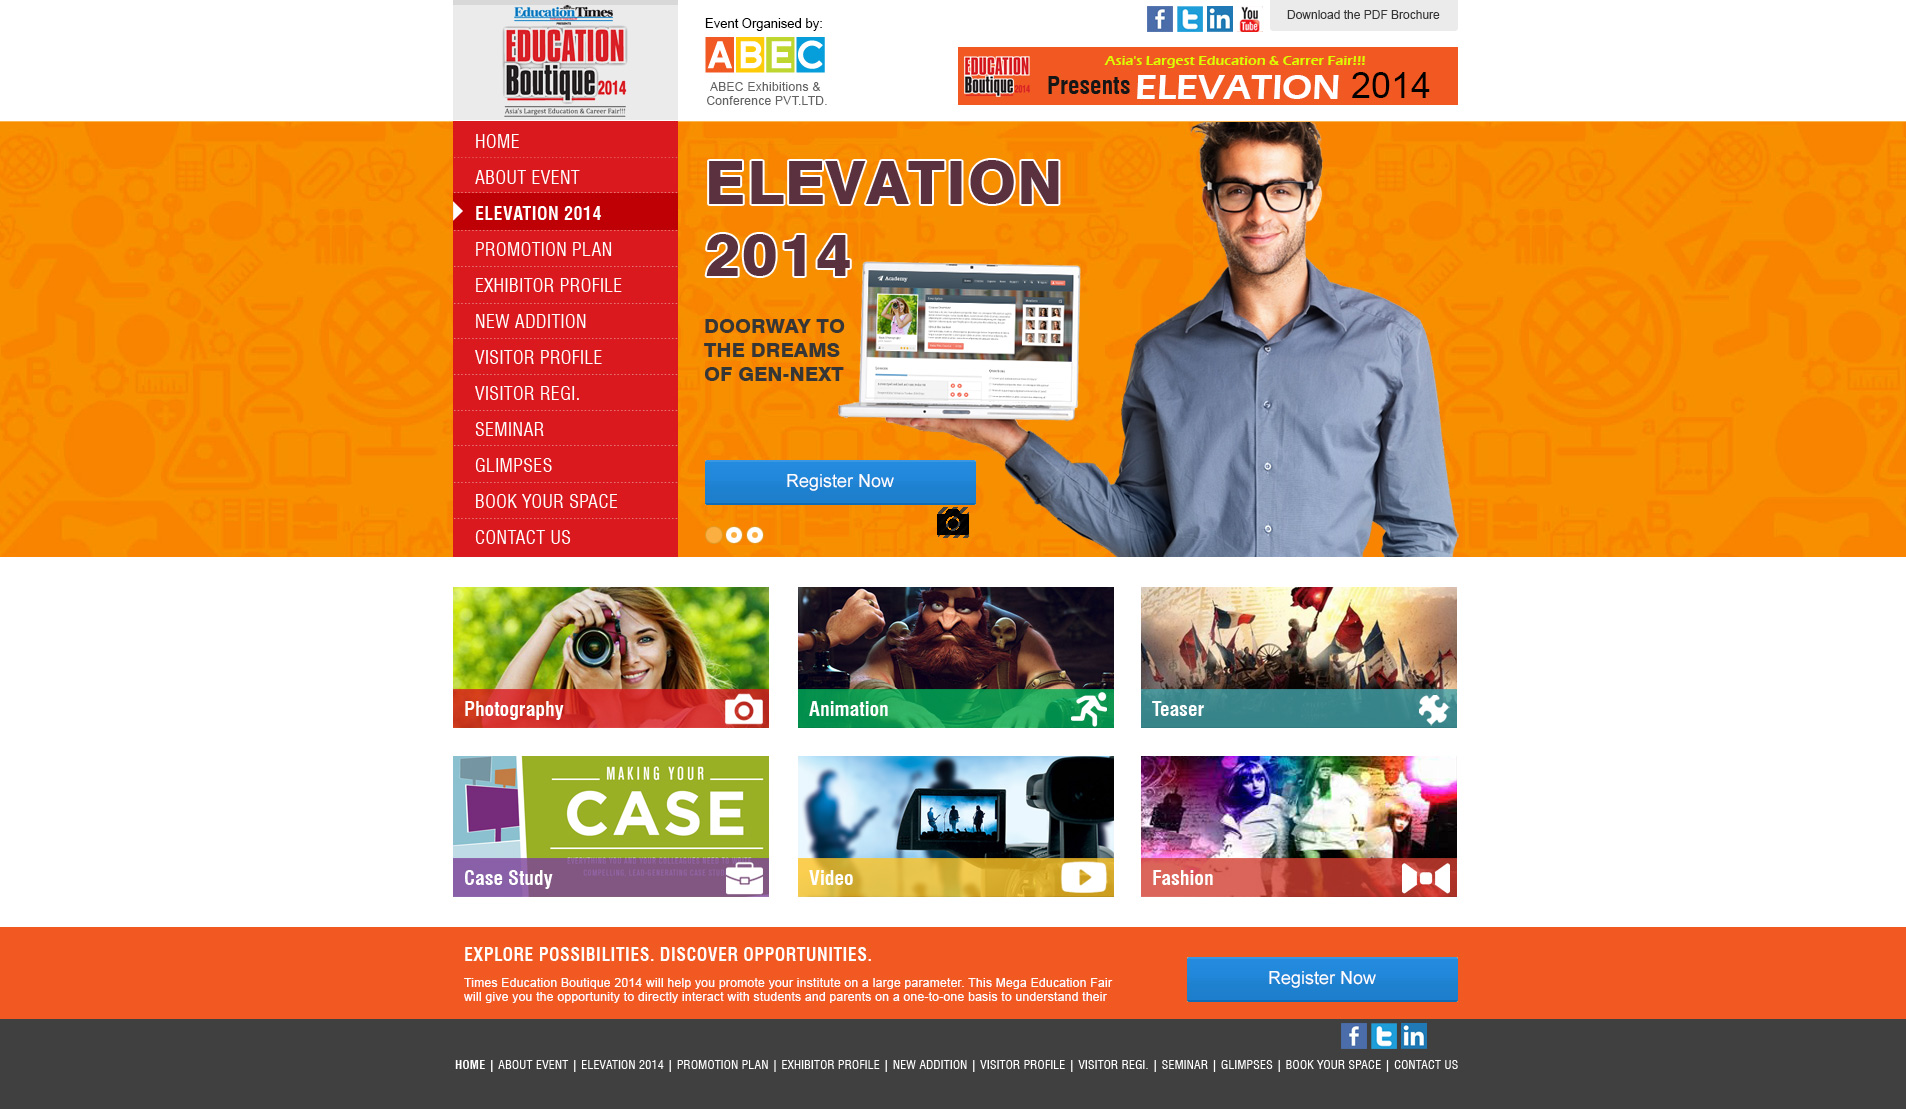 Education Times
PRESENTS
EDUCATION
Boutique 2014
Asia's Largest Education & Career Fair!!!
Event Organised by:
ABEC
ABEC Exhibitions &
Conference PVT.LTD.
f t in You Tube
Download the PDF Brochure
EDUCATION
Boutique 2014
Asia's Largest Education & Carrer Fair!!!
Presents ELEVATION 2014
HOME
ABOUT EVENT
ELEVATION 2014
PROMOTION PLAN
EXHIBITOR PROFILE
NEW ADDITION
VISITOR PROFILE
VISITOR REGI.
SEMINAR
GLIMPSES
BOOK YOUR SPACE
CONTACT US
ELEVATION
2014
DOORWAY TO
THE DREAMS
OF GEN-NEXT
Academy
Register Now
Photography
Animation
Teaser
MAKING YOUR
CASE
Case Study
Video
Fashion
EXPLORE POSSIBILITIES. DISCOVER OPPORTUNITIES.
Times Education Boutique 2014 will help you promote your institute on a large parameter. This Mega Education Fair
will give you the opportunity to directly interact with students and parents on a one-to-one basis to understand their
Register Now
f t in
HOME | ABOUT EVENT | ELEVATION 2014 | PROMOTION PLAN | EXHIBITOR PROFILE | NEW ADDITION | VISITOR PROFILE | VISITOR REGI. | SEMINAR | GLIMPSES | BOOK YOUR SPACE | CONTACT US